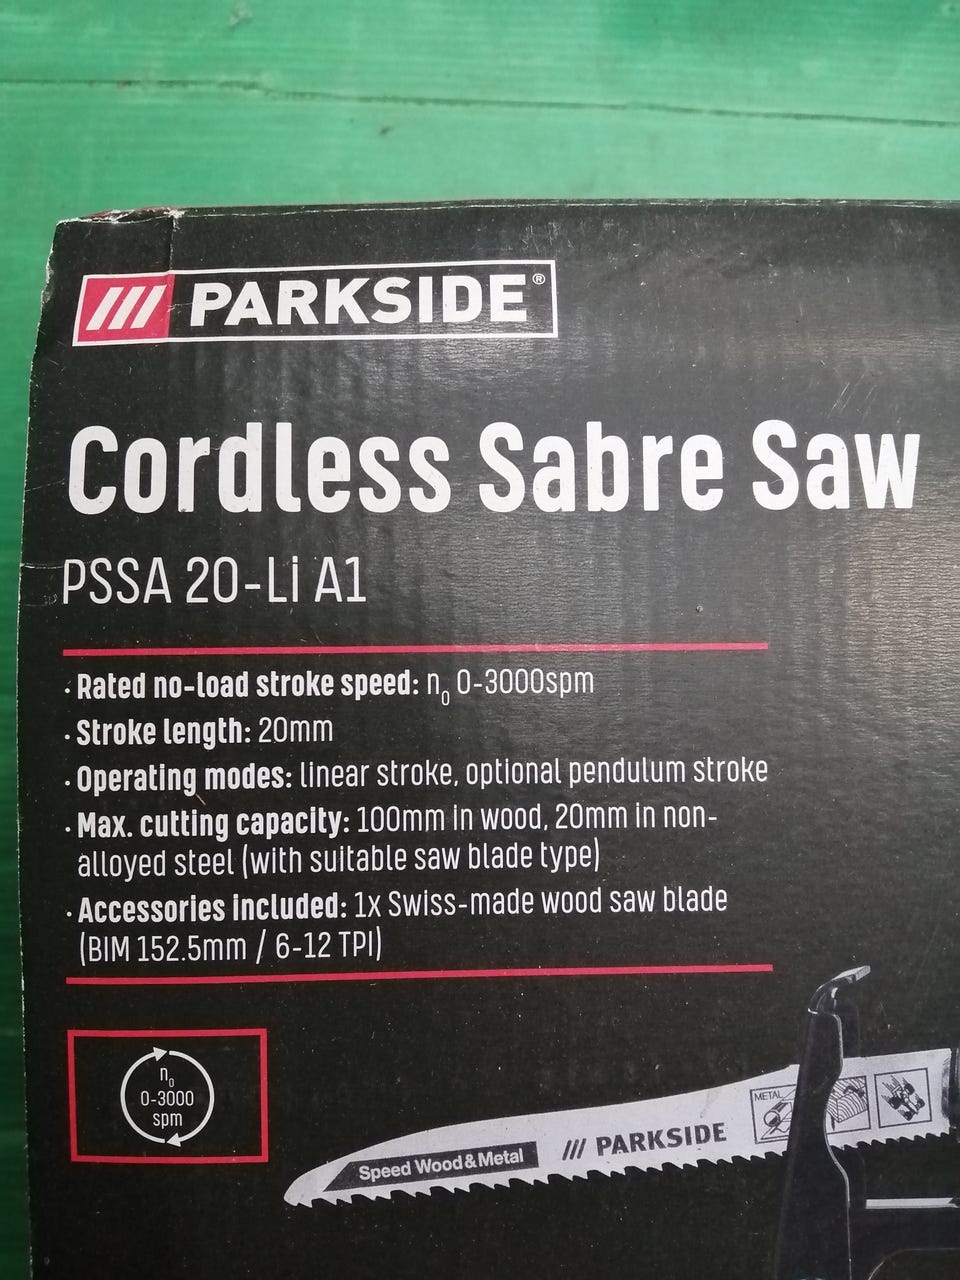 /// PARKSIDE®
Cordless Sabre Saw
PSSA 20-Li A1
· Rated no-load stroke speed: n₀ 0-3000spm
· Stroke length: 20mm
· Operating modes: linear stroke, optional pendulum stroke
· Max. cutting capacity: 100mm in wood, 20mm in non-
alloyed steel (with suitable saw blade type)
· Accessories included: 1x Swiss-made wood saw blade
(BIM 152.5mm / 6-12 TPI)
n₀
0-3000
spm
Speed Wood & Metal /// PARKSIDE
METAL